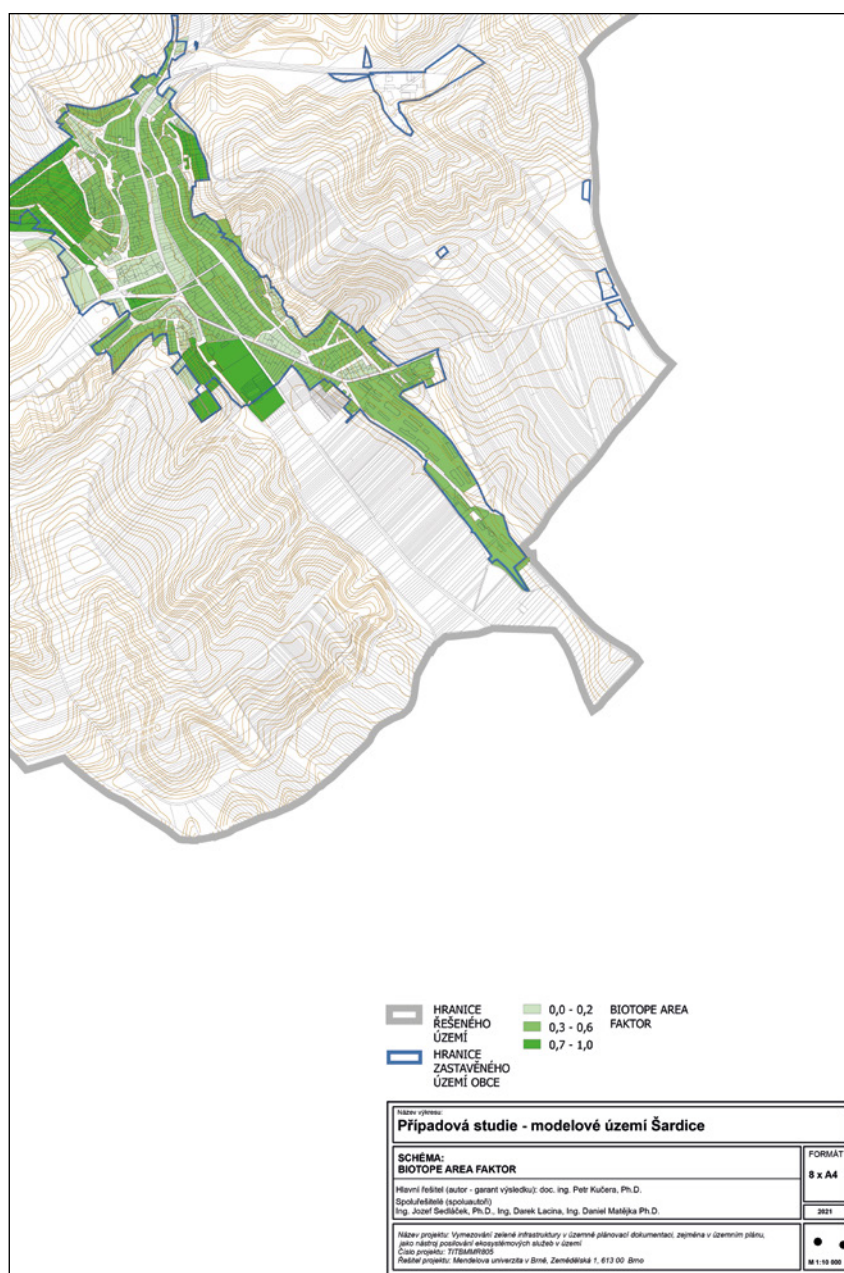 HRANICE
ŘEŠENÉHO
ÚZEMÍ
HRANICE
ZASTAVĚNÉHO
ÚZEMÍ OBCE
0,0 - 0,2
0,3 - 0,6
0,7 - 1,0
BIOTOPE AREA
FAKTOR
Název výkresu:
Případová studie - modelové území Šardice
SCHÉMA:
BIOTOPE AREA FAKTOR
FORMÁT
8 x A4
Hlavní řešitel (autor - garant výsledku): doc. ing. Petr Kučera, Ph.D.
Spoluřešitelé (spoluautoři)
Ing. Jozef Sedláček, Ph.D., Ing, Darek Lacina, Ing. Daniel Matějka Ph.D.
2021
Název projektu: Vymezování zelené infrastruktury v územně plánovací dokumentaci, zejména v územním plánu,
jako nástroj posilování ekosystémových služeb v území
Číslo projektu: TITBMMR805
Řešitel projektu: Mendelova univerzita v Brně, Zemědělská 1, 613 00 Brno
M 1:10 000